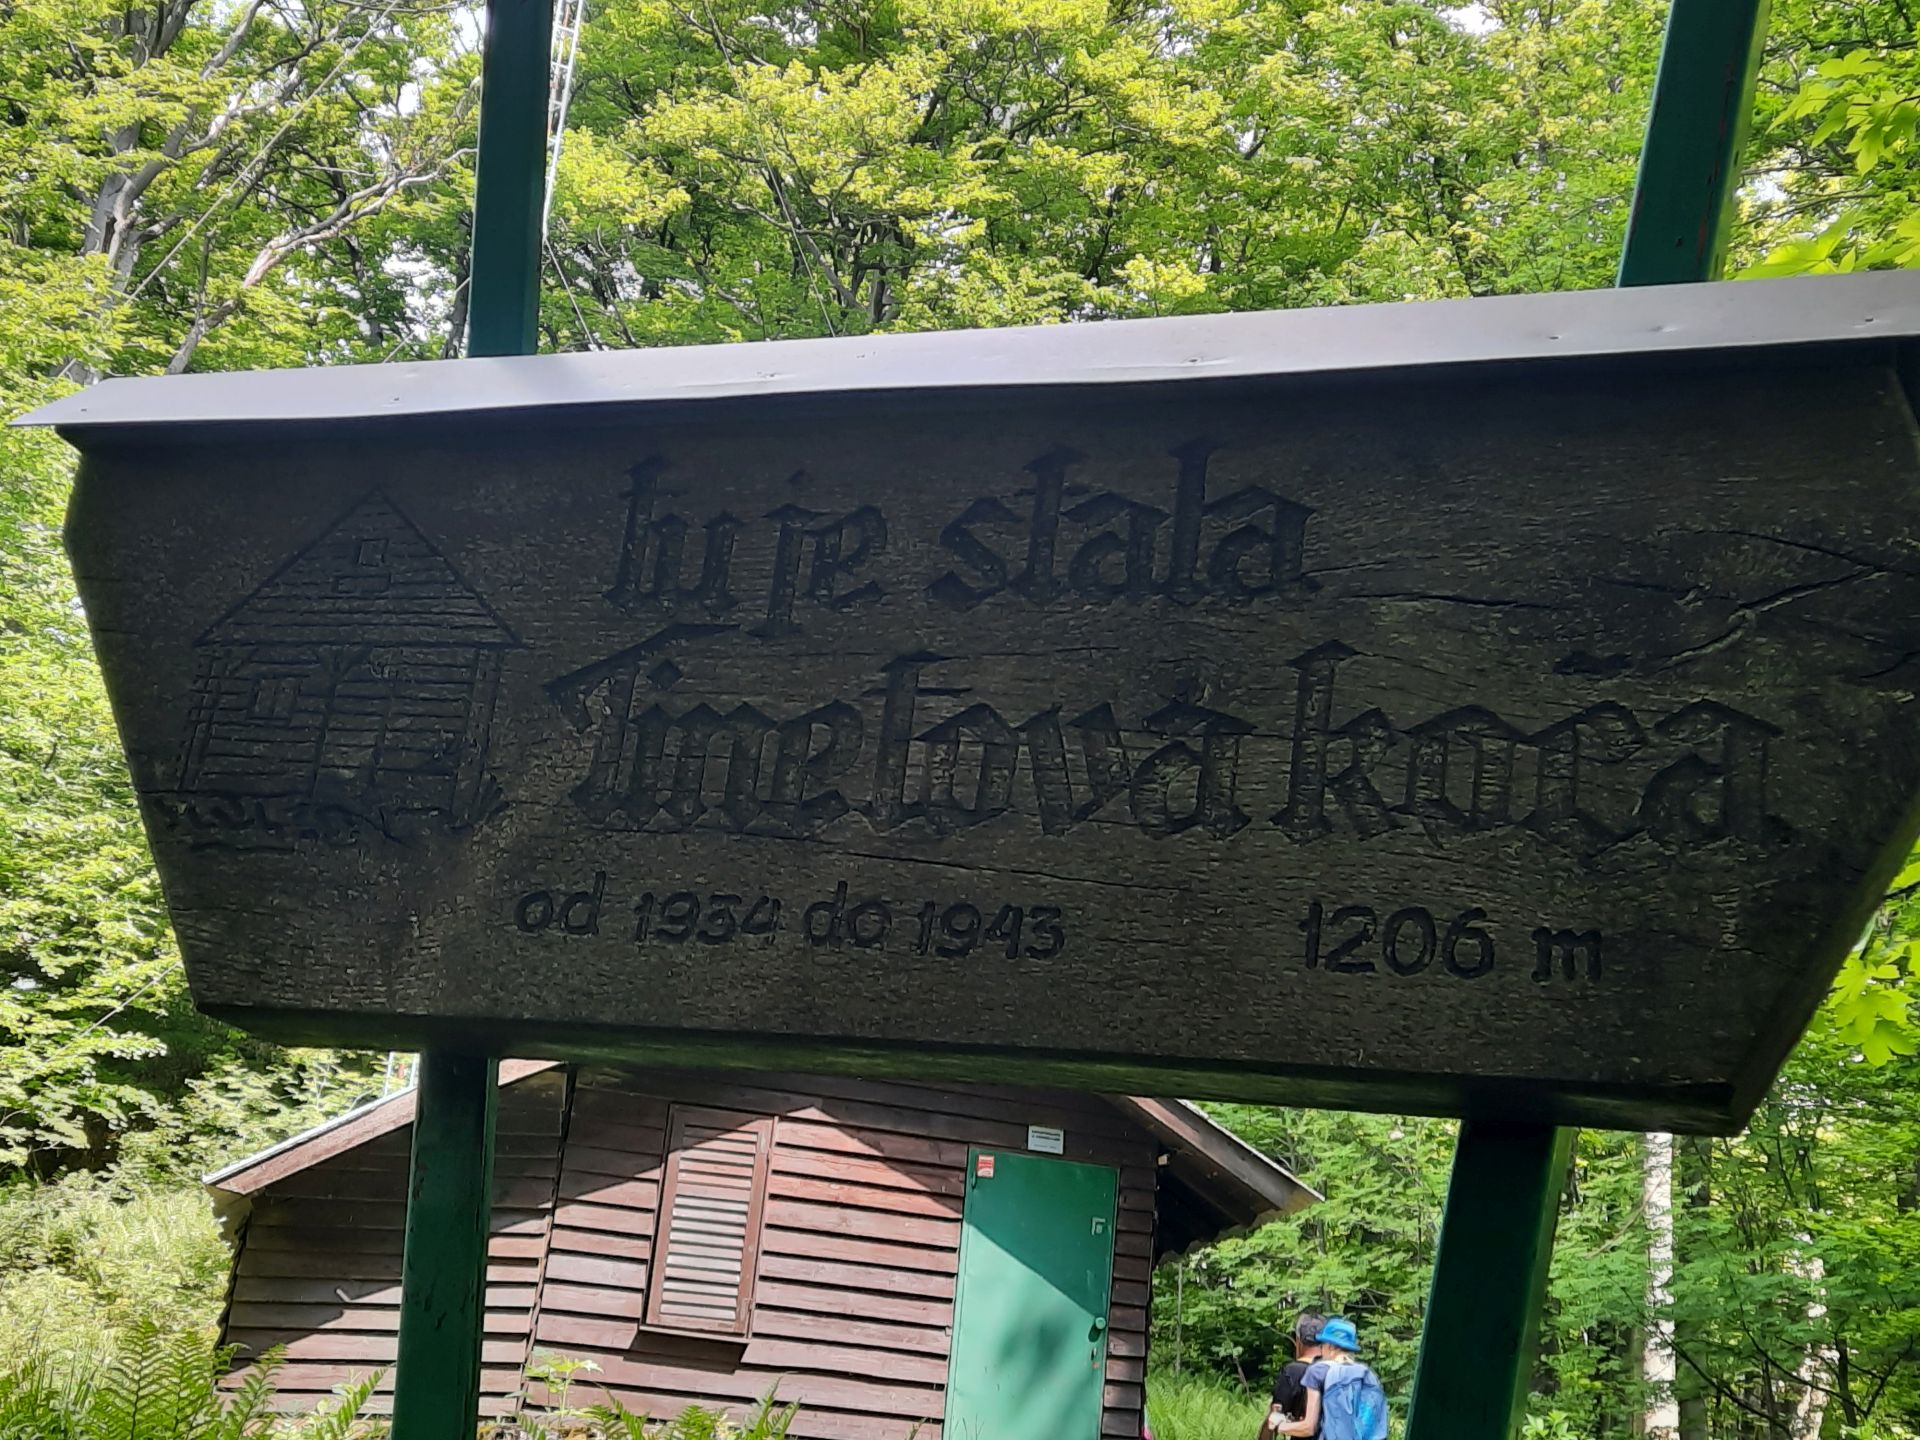 tu je stala
Tinetova koča
od 1934 do 1943
1206 m